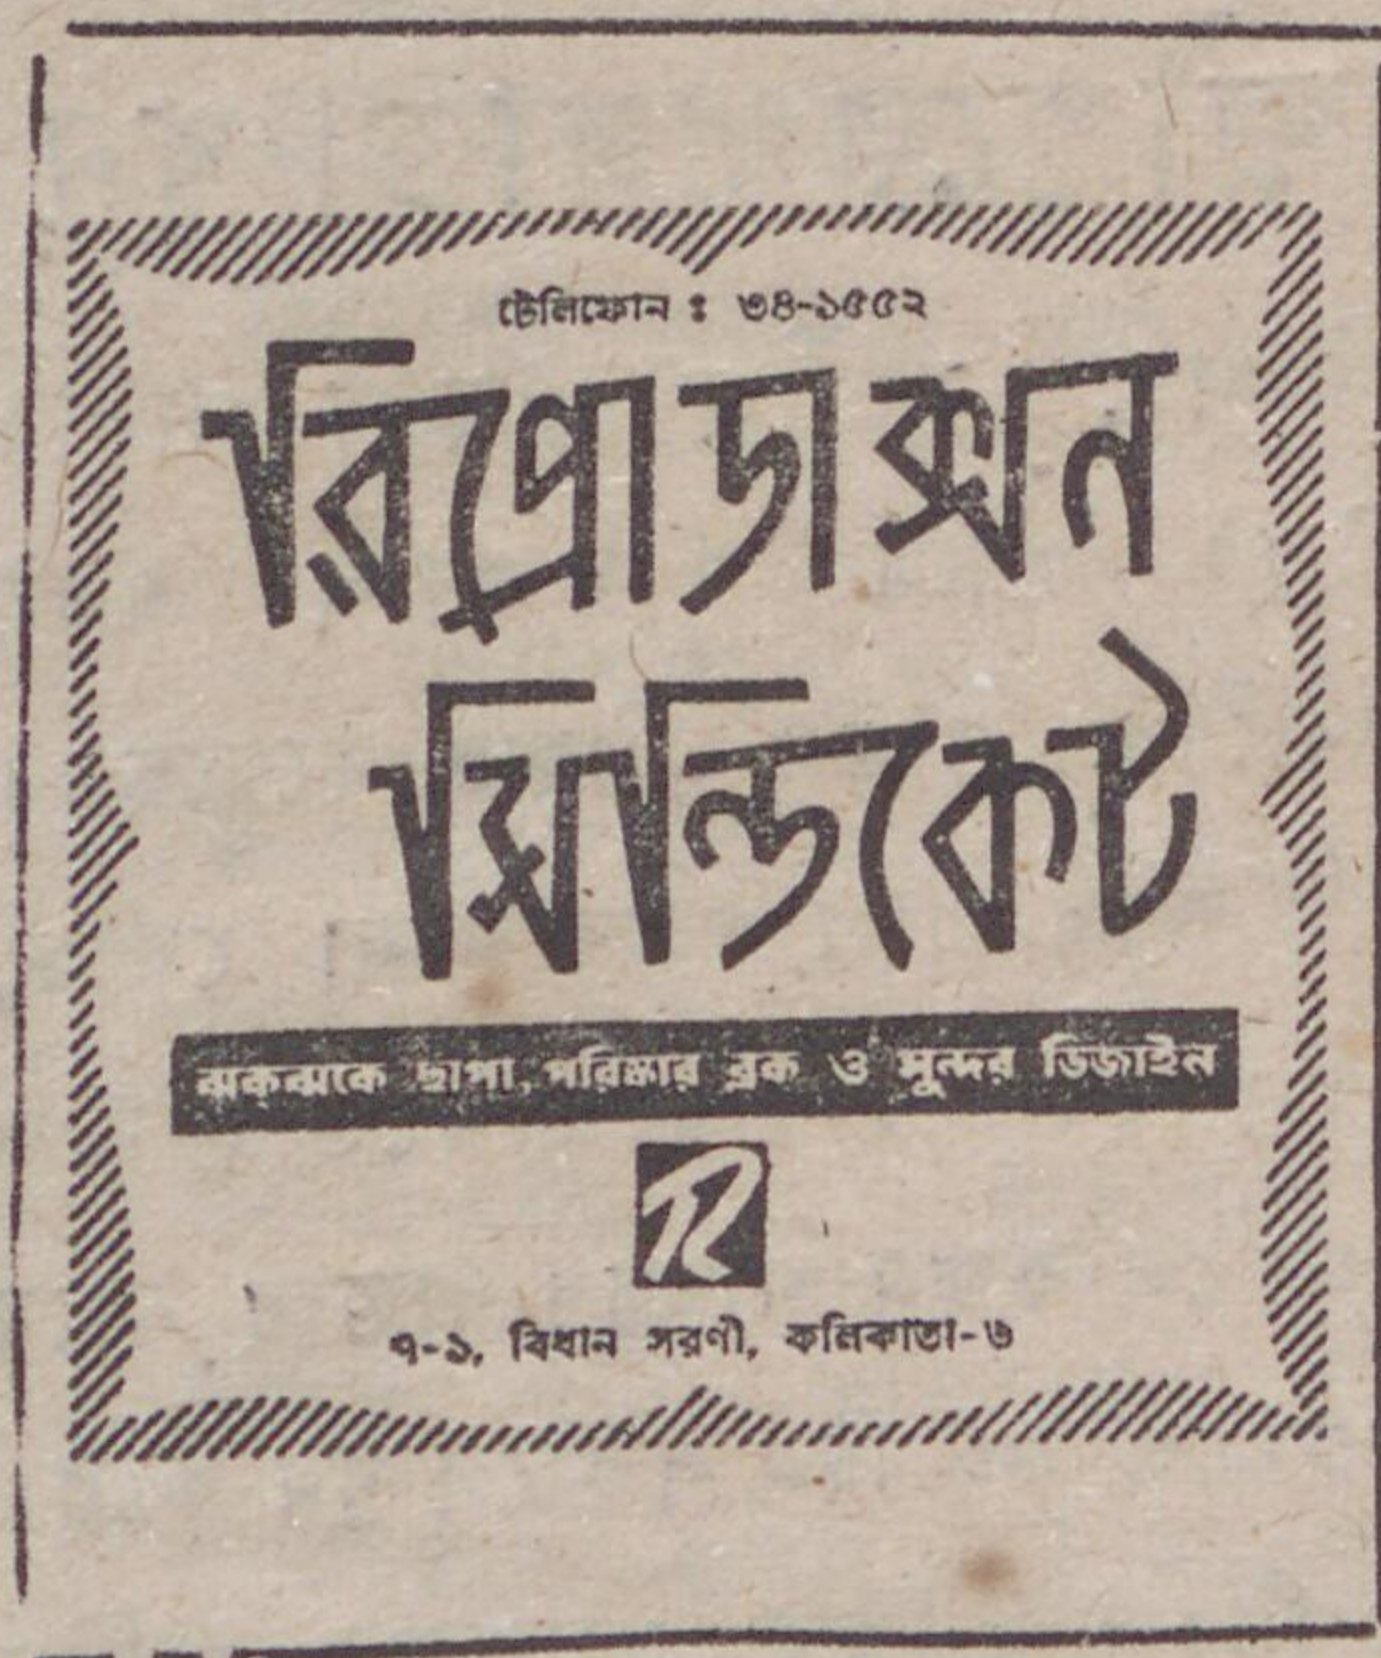 টেলিফোন : ৩৪-১৫৫২
রিপ্রোডাক্সন
সিন্ডিকেট
ঝকঝকে ছাপা, পরিষ্কার ব্লক ও সুন্দর ডিজাইন
R
৭-১, বিধান সরণী, কলিকাতা-৬